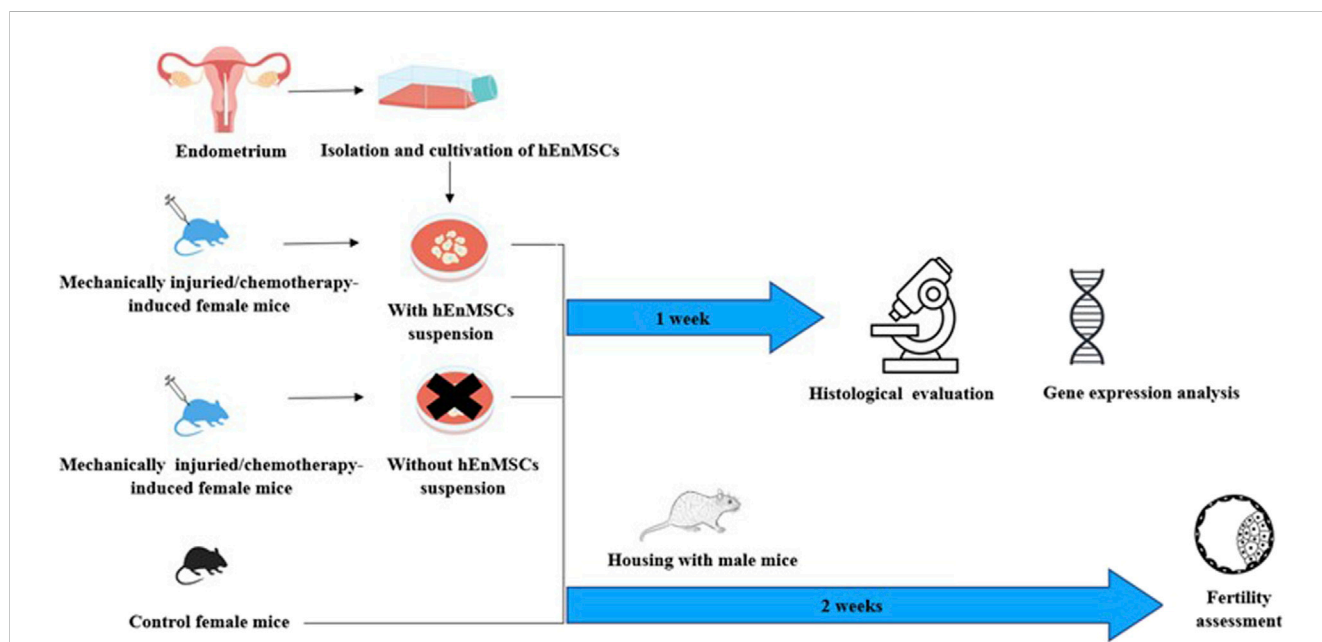 Endometrium
Isolation and cultivation of hEnMSCs
Mechanically injuried/chemotherapy-
induced female mice
With hEnMSCs
suspension
1 week
Histological evaluation
Gene expression analysis
Mechanically injuried/chemotherapy-
induced female mice
Without hEnMSCs
suspension
Housing with male mice
Control female mice
2 weeks
Fertility
assessment